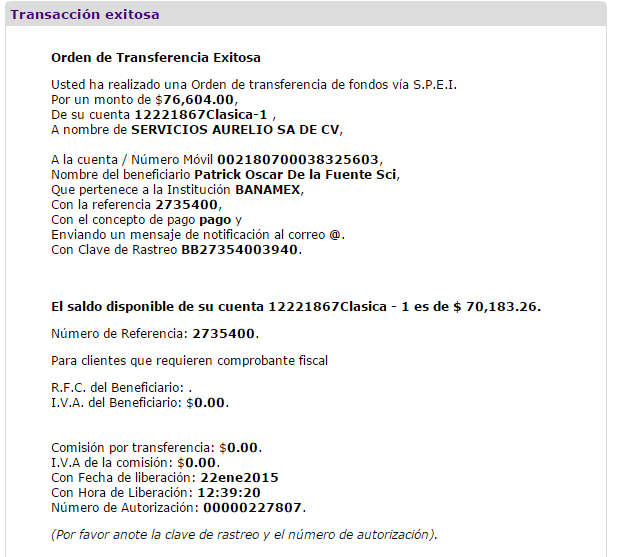 Transacción exitosa
Orden de Transferencia Exitosa
Usted ha realizado una Orden de transferencia de fondos vía S.P.E.I.
Por un monto de $76,604.00,
De su cuenta 12221867Clasica-1 ,
A nombre de SERVICIOS AURELIO SA DE CV,
A la cuenta / Número Móvil 002180700038325603,
Nombre del beneficiario Patrick Oscar De la Fuente Sci,
Que pertenece a la Institución BANAMEX,
Con la referencia 2735400,
Con el concepto de pago pago y
Enviando un mensaje de notificación al correo @.
Con Clave de Rastreo BB27354003940.
El saldo disponible de su cuenta 12221867Clasica - 1 es de $ 70,183.26.
Número de Referencia: 2735400.
Para clientes que requieren comprobante fiscal
R.F.C. del Beneficiario: .
I.V.A. del Beneficiario: $0.00.
Comisión por transferencia: $0.00.
I.V.A de la comisión: $0.00.
Con Fecha de liberación: 22ene2015
Con Hora de Liberación: 12:39:20
Número de Autorización: 00000227807.
(Por favor anote la clave de rastreo y el número de autorización).